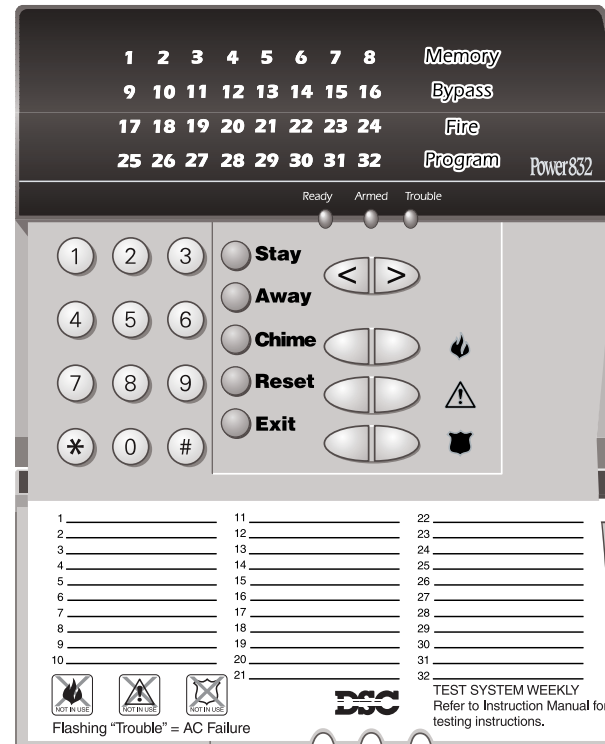 1 2 3 4 5 6 7 8 Memory
9 10 11 12 13 14 15 16 Bypass
17 18 19 20 21 22 23 24 Fire
25 26 27 28 29 30 31 32 Program
Power832
Ready Armed Trouble
1 2 3
4 5 6
7 8 9
* 0 #
Stay
< >
Away
Chime
Reset
Exit
1
2
3
4
5
6
7
8
9
10
11
12
13
14
15
16
17
18
19
20
21
22
23
24
25
26
27
28
29
30
31
32
NOT IN USE NOT IN USE NOT IN USE
Flashing "Trouble" = AC Failure
DSC
TEST SYSTEM WEEKLY
Refer to Instruction Manual for
testing instructions.